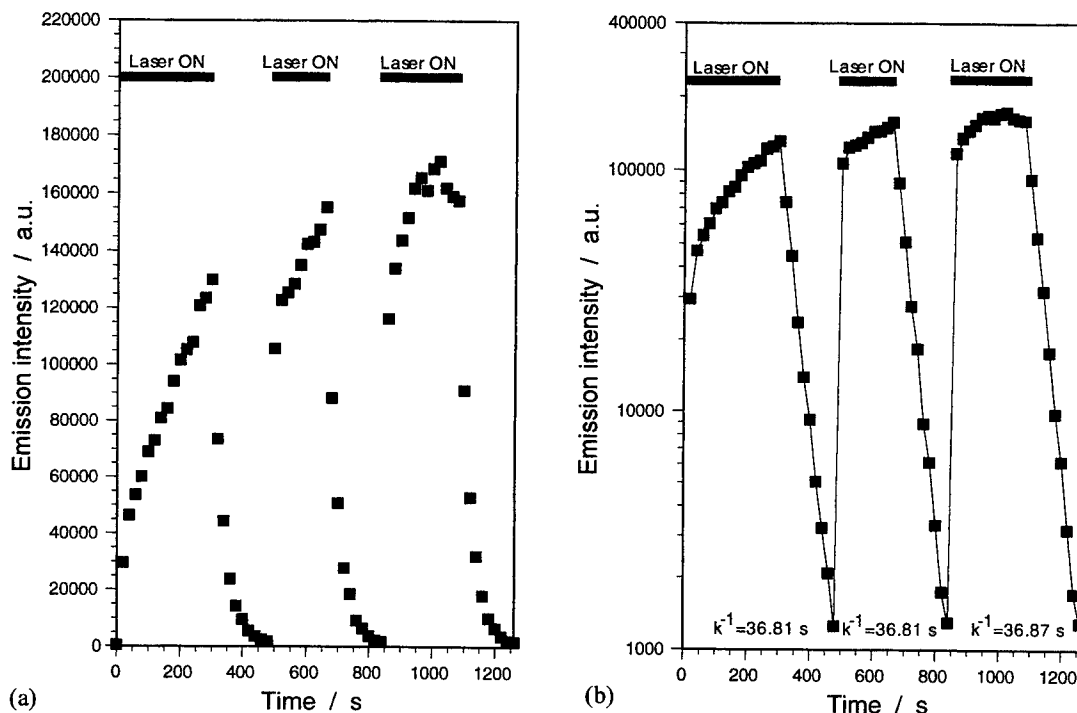 220000
200000
180000
160000
140000
120000
100000
80000
60000
40000
20000
0
Emission intensity / a.u.
Laser ON Laser ON Laser ON
0 200 400 600 800 1000 1200
Time / s
(a)
400000
100000
10000
1000
Emission intensity / a.u.
Laser ON Laser ON Laser ON
k⁻¹=36.81 s k⁻¹=36.81 s k⁻¹=36.87 s
0 200 400 600 800 1000 1200
Time / s
(b)